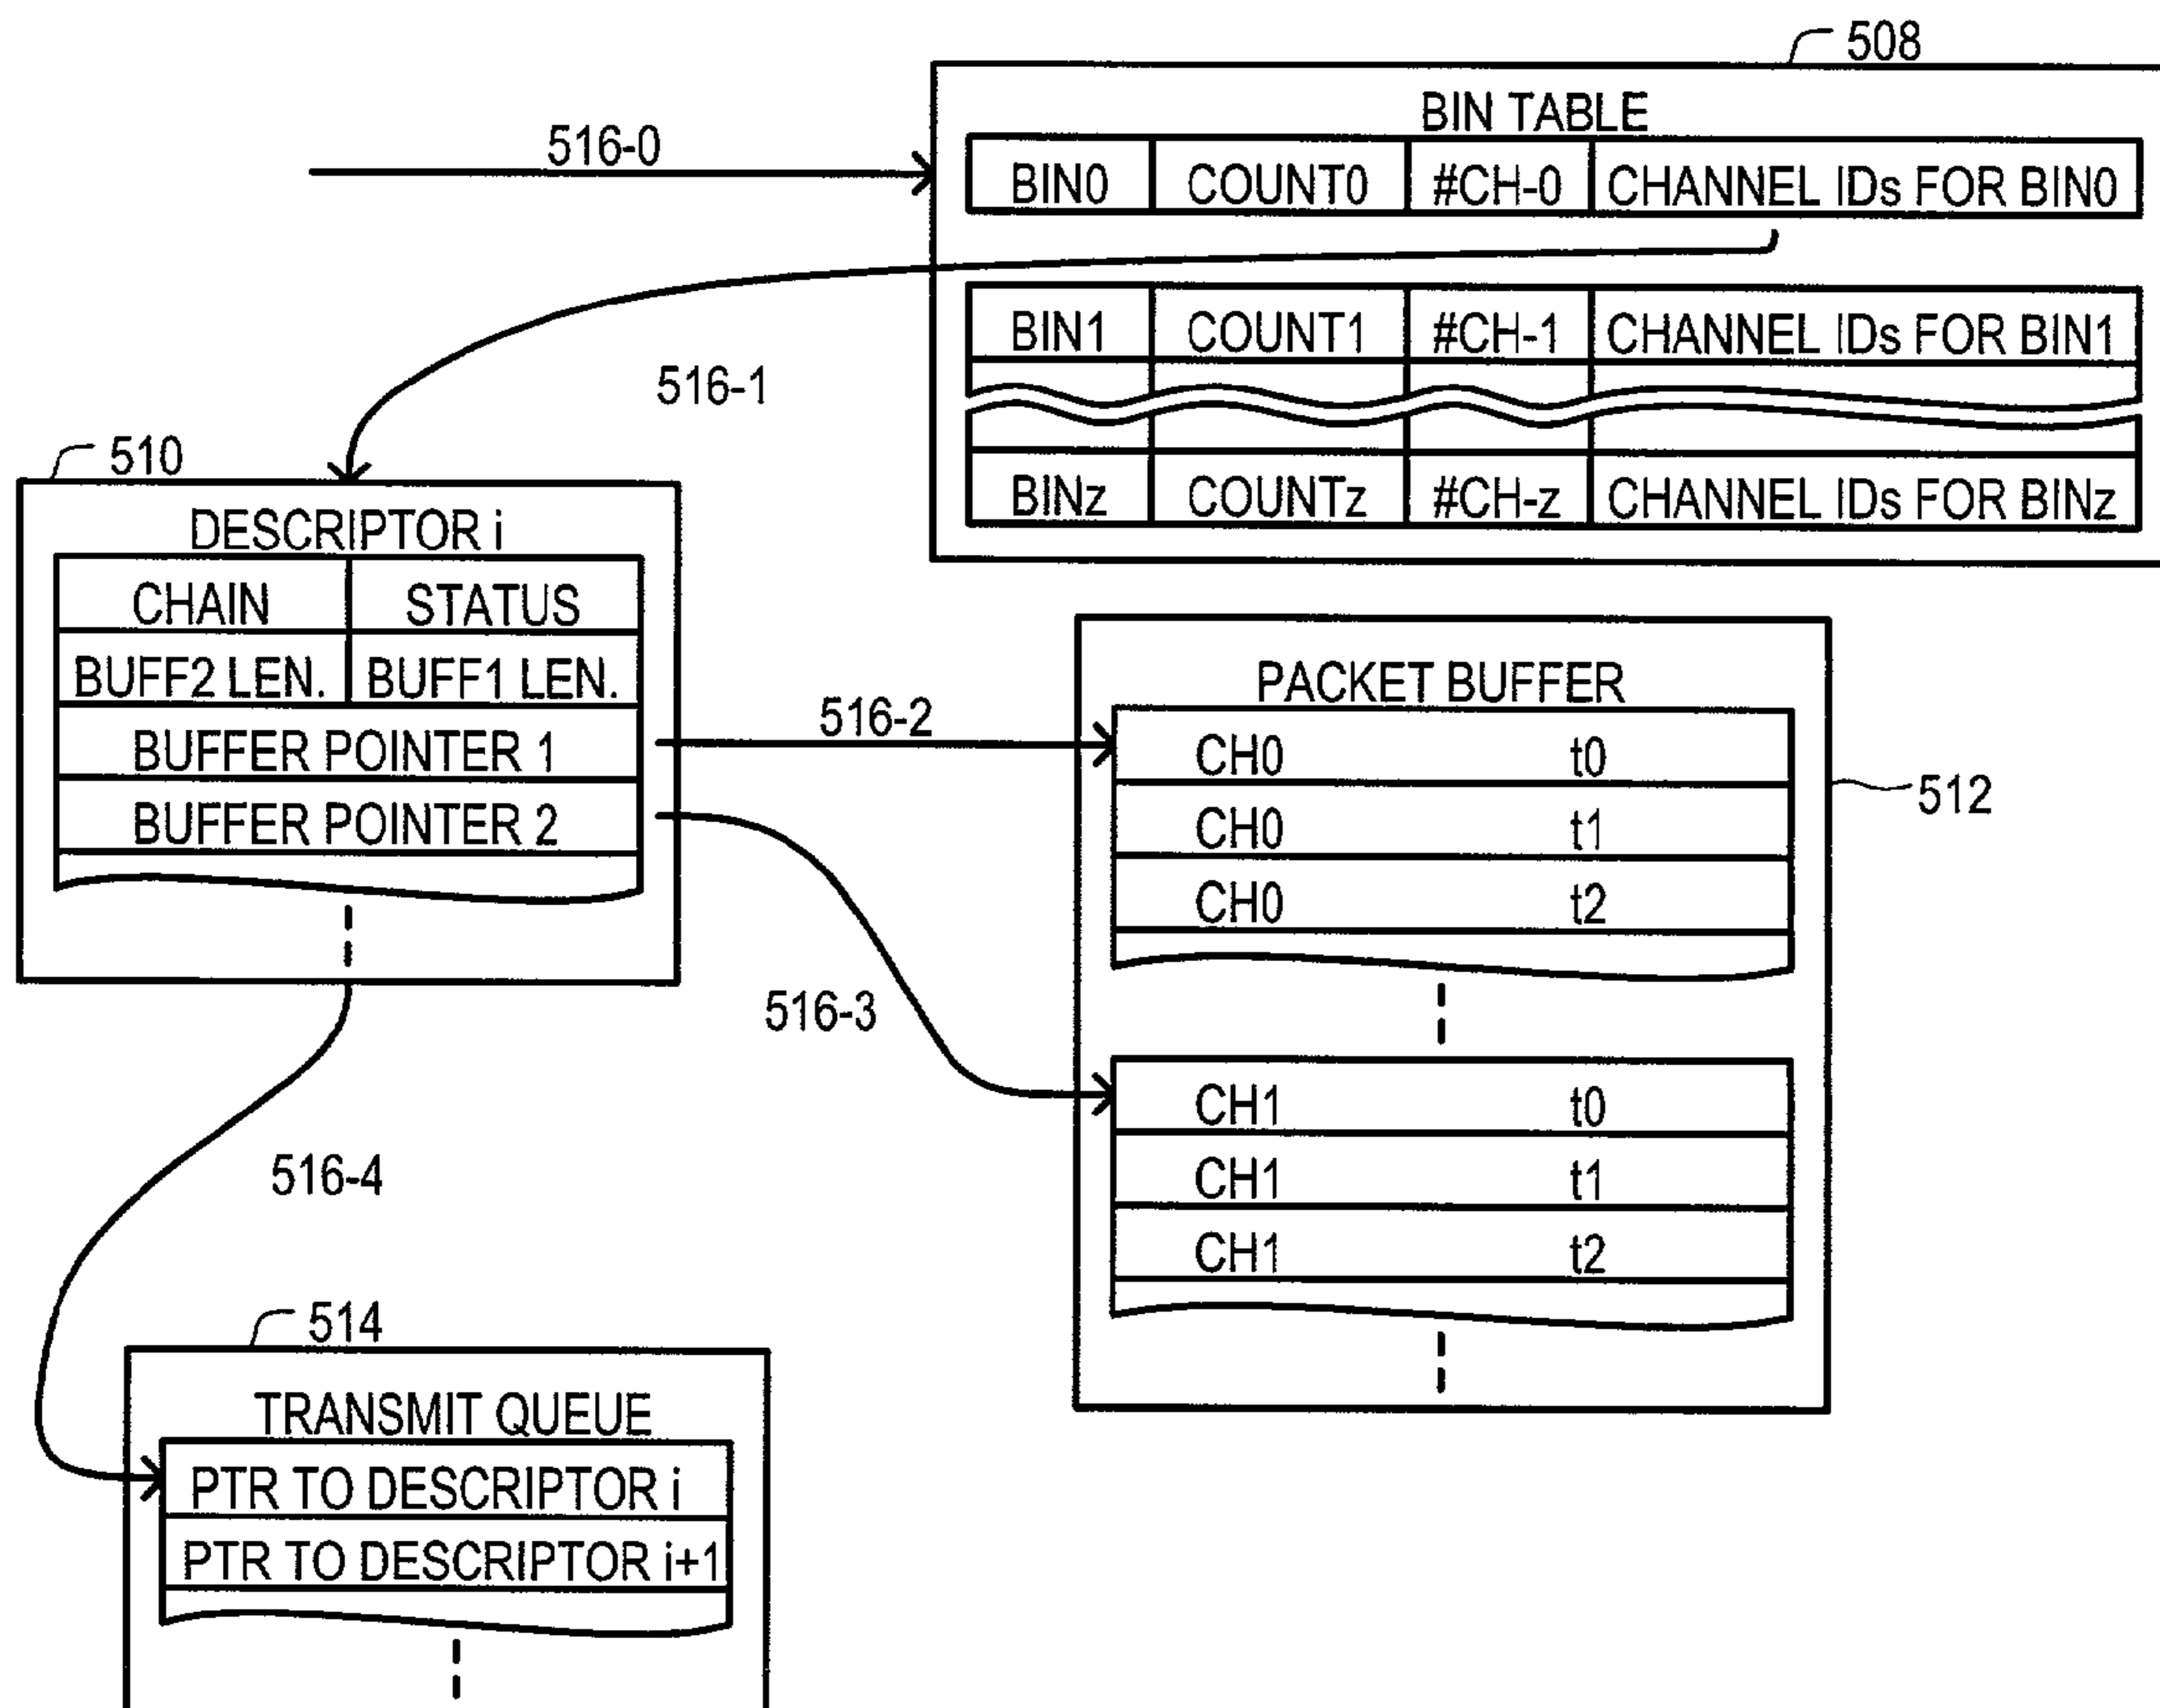 508
BIN TABLE
516-0
BIN0 COUNT0 #CH-0 CHANNEL IDs FOR BIN0
BIN1 COUNT1 #CH-1 CHANNEL IDs FOR BIN1
516-1
BINz COUNTz #CH-z CHANNEL IDs FOR BINz
510
DESCRIPTOR i
CHAIN STATUS
BUFF2 LEN. BUFF1 LEN.
BUFFER POINTER 1
BUFFER POINTER 2
516-2
516-3
PACKET BUFFER
CH0 t0
CH0 t1
CH0 t2
512
CH1 t0
CH1 t1
CH1 t2
516-4
514
TRANSMIT QUEUE
PTR TO DESCRIPTOR i
PTR TO DESCRIPTOR i+1